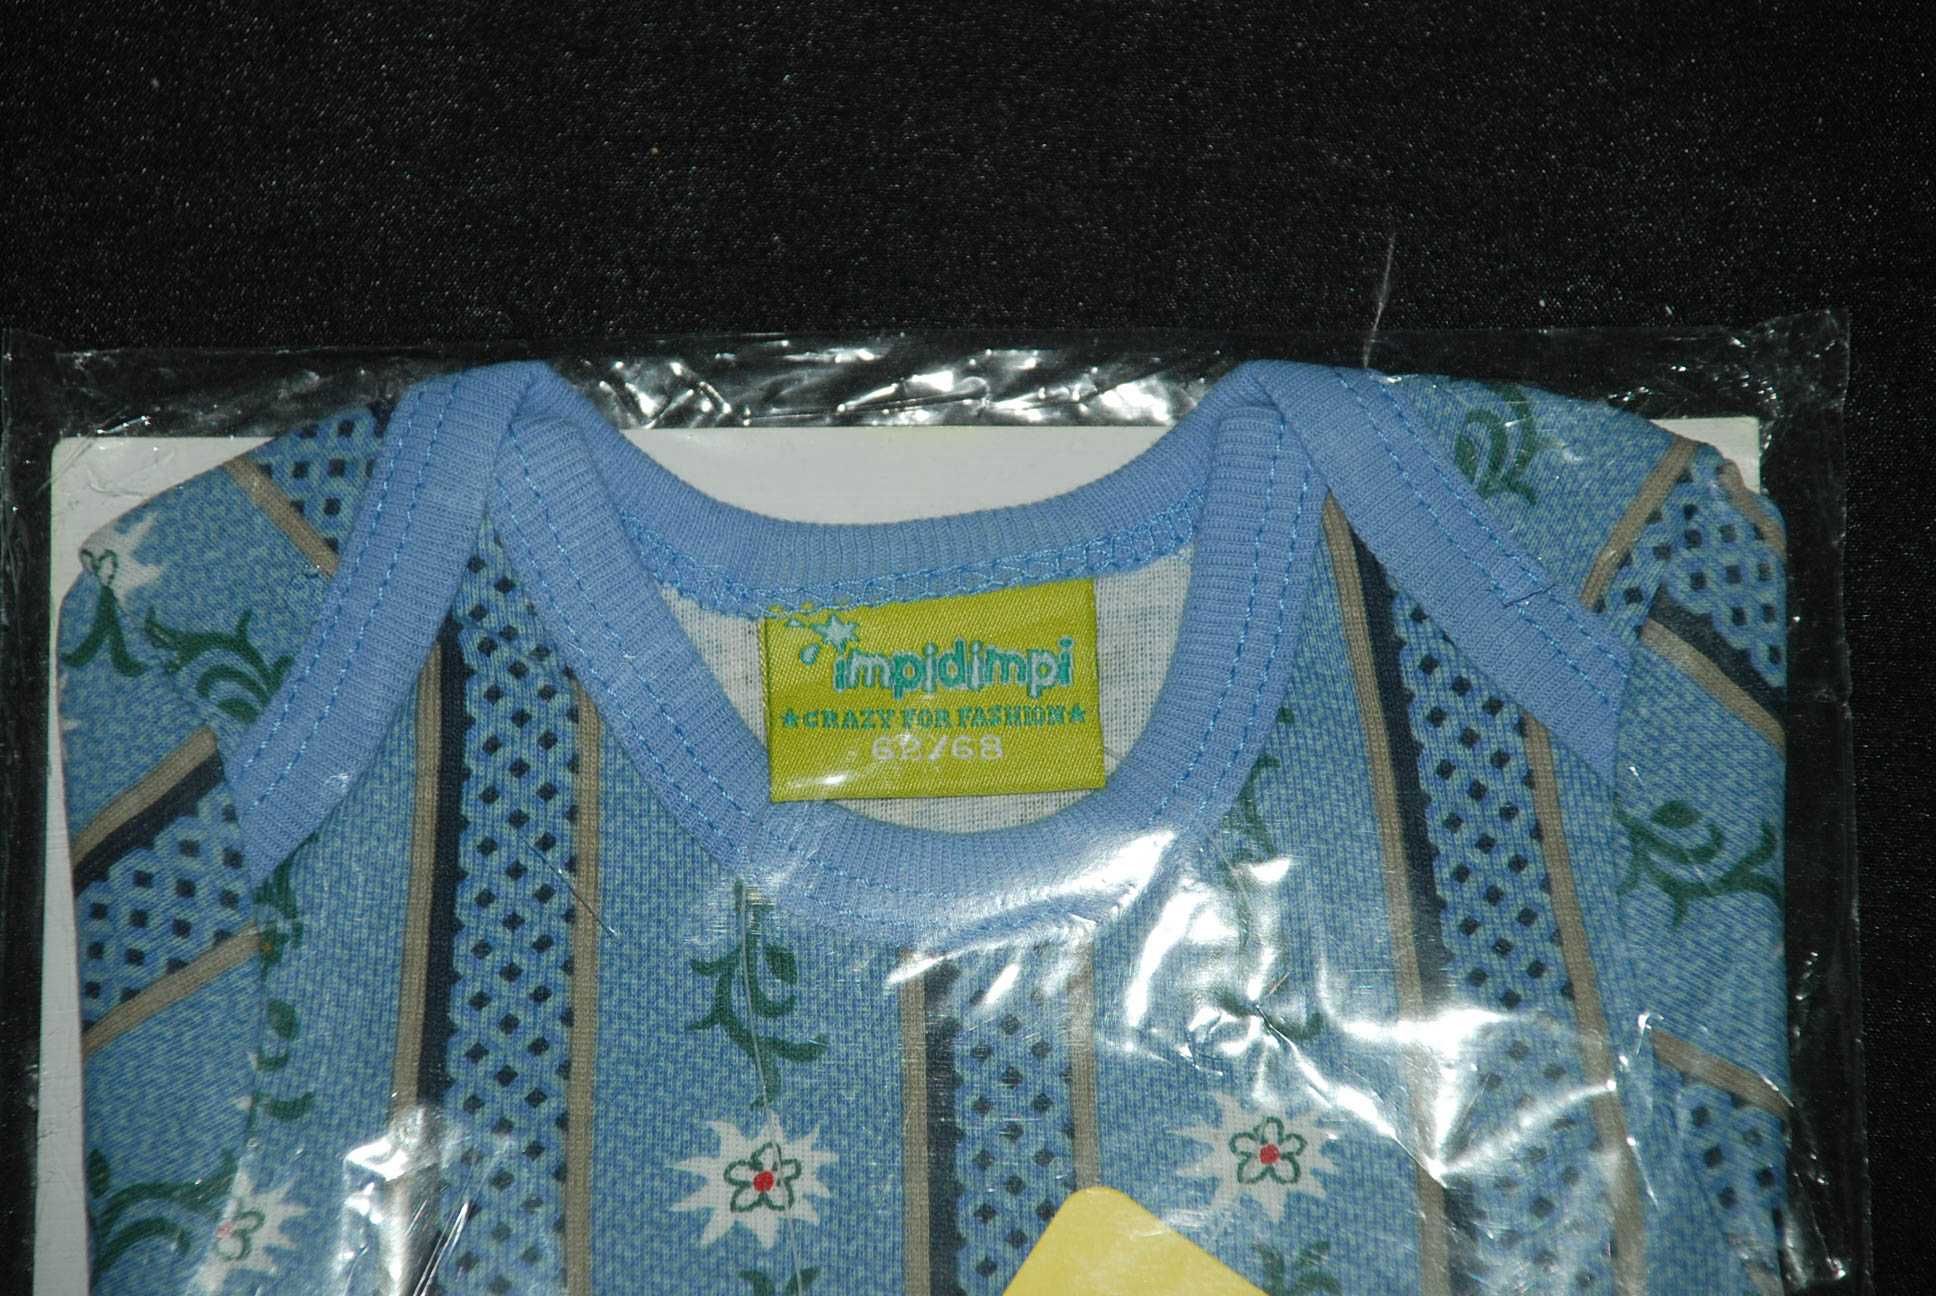 impidimpi
★CRAZY FOR FASHION★
62/68